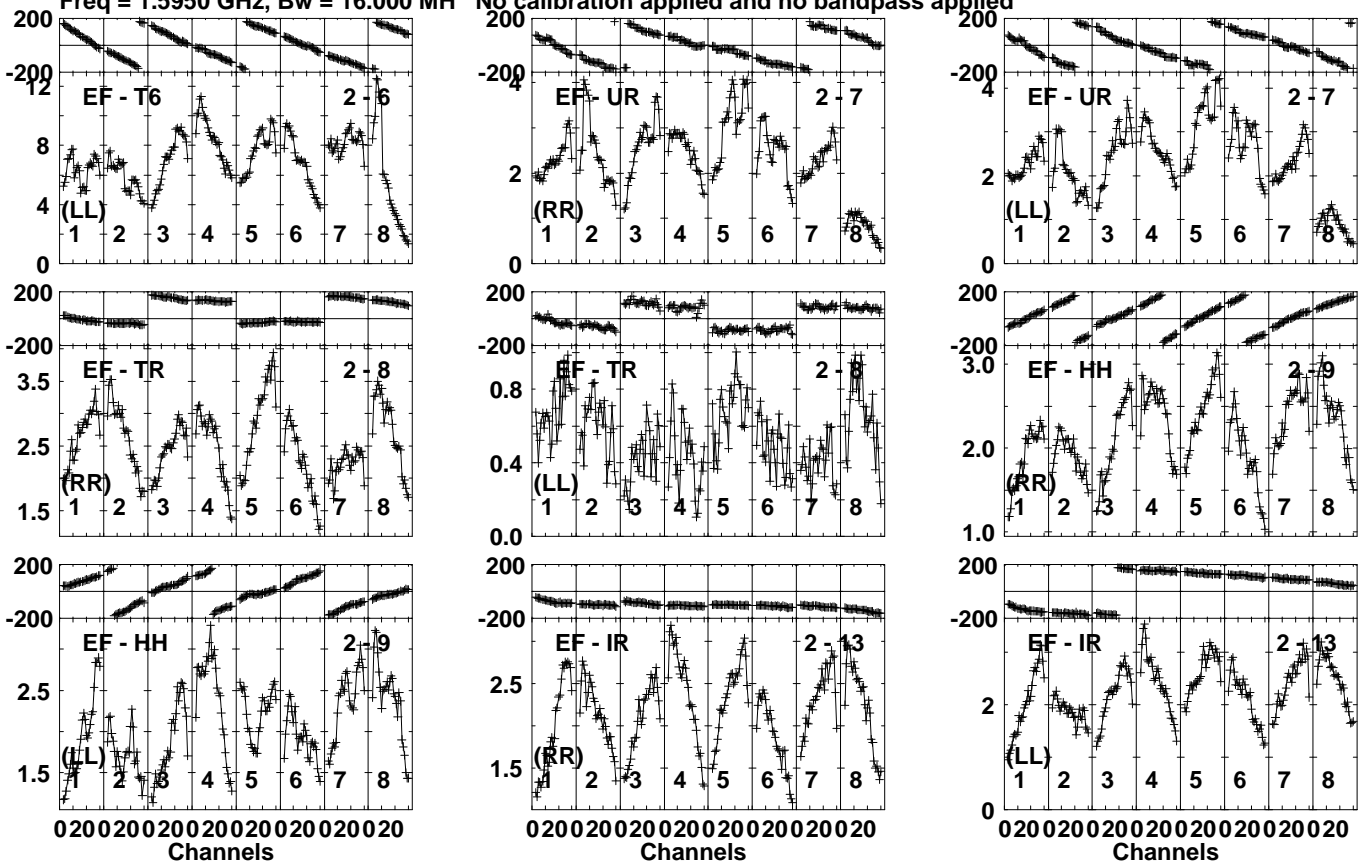 Freq = 1.5950 GHz, Bw = 16.000 MH No calibration applied and no bandpass applied
200
-200
12
8
4
0
EF - T6
2 - 6
(LL)
1 2 3 4 5 6 7 8
200
-200
4
2
0
EF - UR
2 - 7
(RR)
1 2 3 4 5 6 7 8
200
-200
4
2
0
EF - UR
2 - 7
(LL)
1 2 3 4 5 6 7 8
200
-200
3.5
2.5
1.5
EF - TR
2 - 8
(RR)
1 2 3 4 5 6 7 8
200
-200
0.8
0.4
0.0
EF - TR
2 - 8
(LL)
1 2 3 4 5 6 7 8
200
-200
3.0
2.0
1.0
EF - HH
2 - 9
(RR)
1 2 3 4 5 6 7 8
200
-200
2.5
1.5
EF - HH
2 - 9
(LL)
1 2 3 4 5 6 7 8
0 20 0 20 0 20 0 20 0 20 0 20 0 20 0 20
Channels
200
-200
2.5
1.5
EF - IR
2 - 13
(RR)
1 2 3 4 5 6 7 8
0 20 0 20 0 20 0 20 0 20 0 20 0 20 0 20
Channels
200
-200
2
0
EF - IR
2 - 13
(LL)
1 2 3 4 5 6 7 8
0 20 0 20 0 20 0 20 0 20 0 20 0 20 0 20
Channels